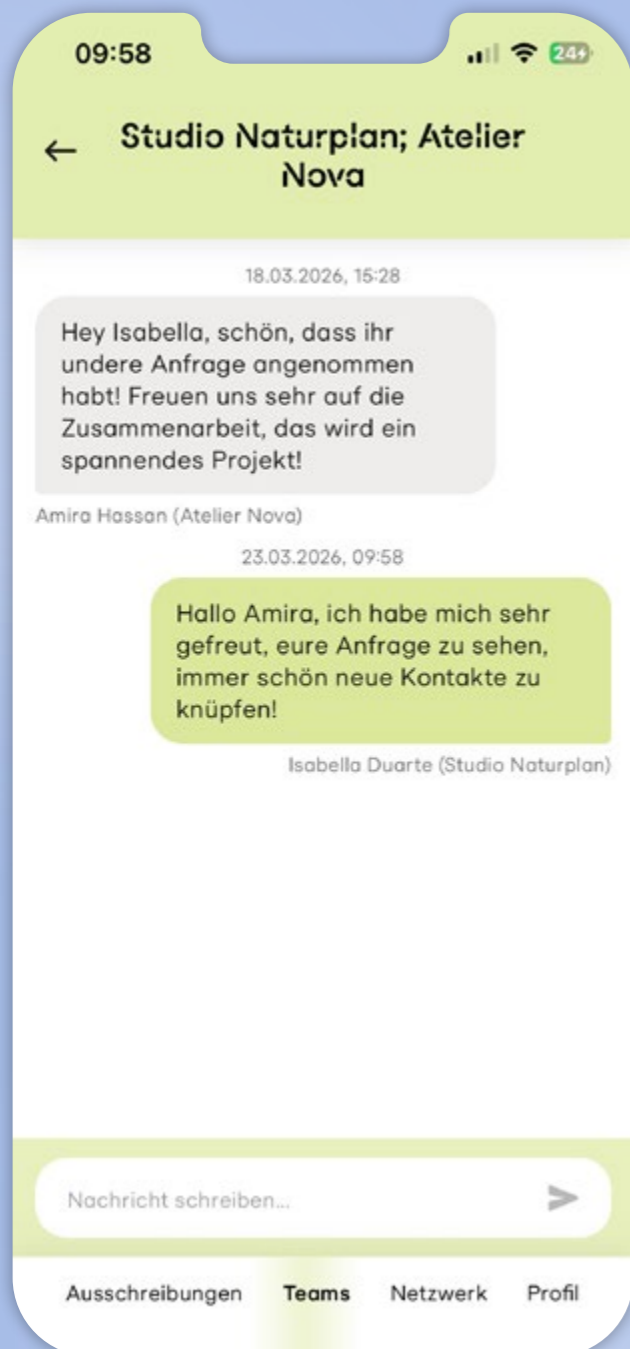 09:58
24
Studio Naturplan; Atelier
Nova
18.03.2026, 15:28
Hey Isabella, schön, dass ihr
undere Anfrage angenommen
habt! Freuen uns sehr auf die
Zusammenarbeit, das wird ein
spannendes Projekt!
Amira Hassan (Atelier Nova)
23.03.2026, 09:58
Hallo Amira, ich habe mich sehr
gefreut, eure Anfrage zu sehen,
immer schön neue Kontakte zu
knüpfen!
Isabella Duarte (Studio Naturplan)
Nachricht schreiben...
Ausschreibungen Teams Netzwerk Profil